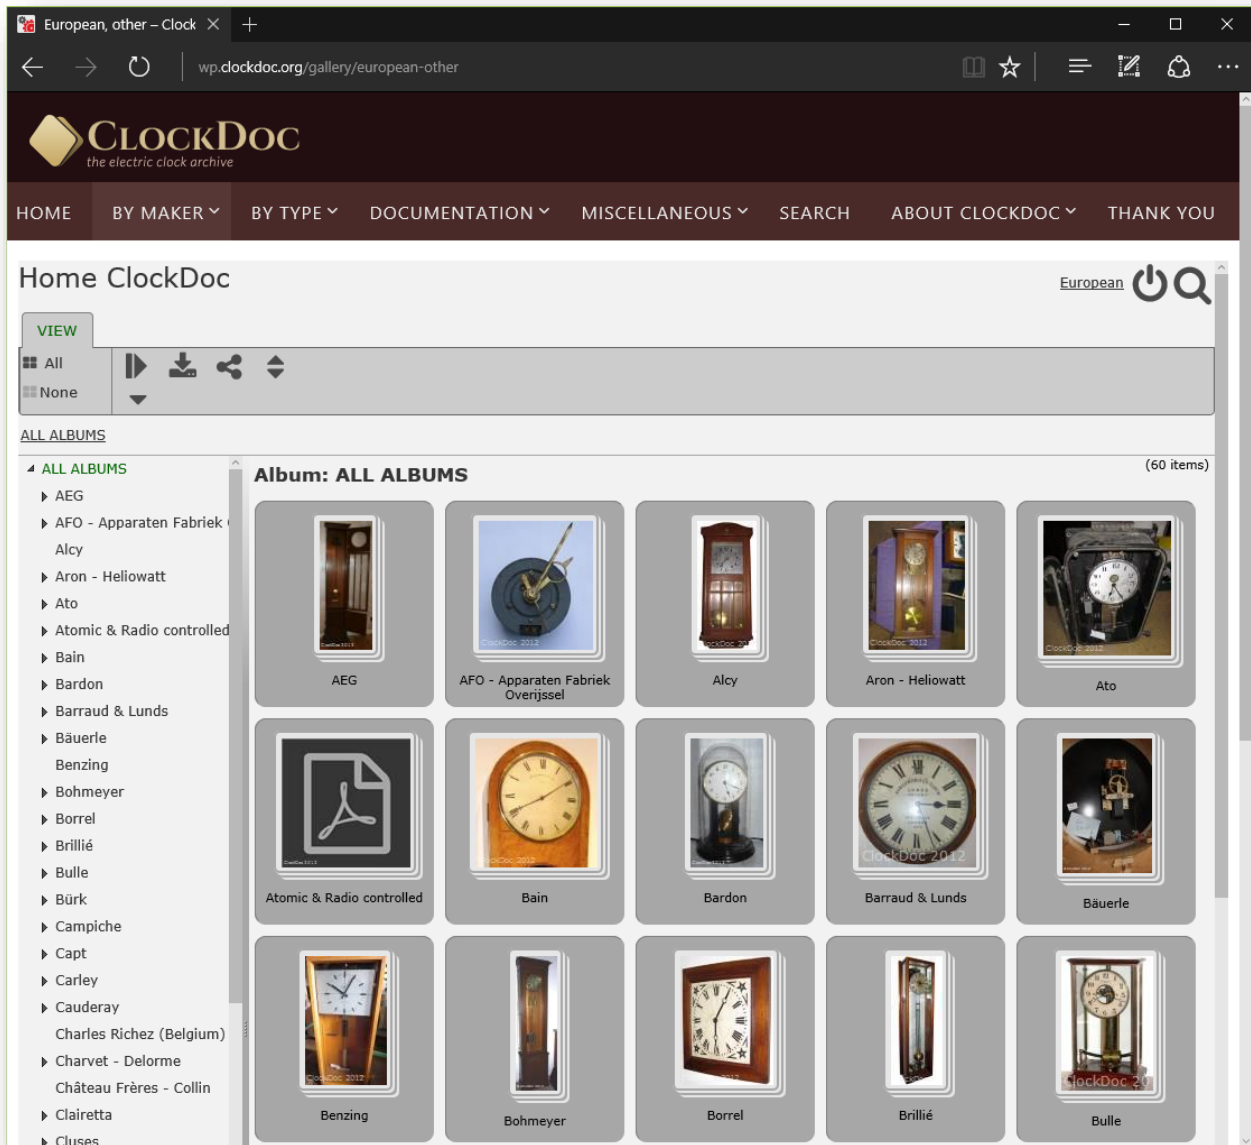 European, other – Clock
wp.clockdoc.org/gallery/european-other
CLOCKDOC
the electric clock archive
HOME BY MAKER BY TYPE DOCUMENTATION MISCELLANEOUS SEARCH ABOUT CLOCKDOC THANK YOU
Home ClockDoc
European
VIEW
All
None
ALL ALBUMS
ALL ALBUMS
AEG
AFO - Apparaten Fabriek
Alcy
Aron - Heliowatt
Ato
Atomic & Radio controlled
Bain
Bardon
Barraud & Lunds
Bäuerle
Benzing
Bohmeyer
Borrel
Brillié
Bulle
Bürk
Campiche
Capt
Carley
Cauderay
Charles Richez (Belgium)
Charvet - Delorme
Château Frères - Collin
Clairetta
Cluses
Album: ALL ALBUMS
(60 items)
AEG
AFO - Apparaten Fabriek
Overijssel
Alcy
Aron - Heliowatt
Ato
Atomic & Radio controlled
Bain
Bardon
Barraud & Lunds
ClockDoc 2012
Bäuerle
Benzing
Bohmeyer
Borrel
Brillié
ClockDoc 20
Bulle